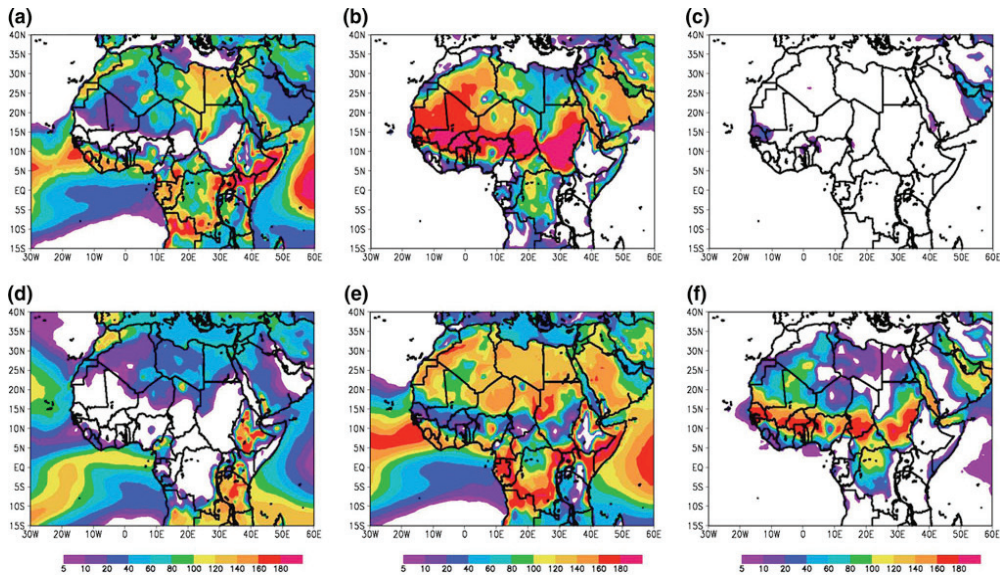 (a) (b) (c)
40N 40N 40N
35N 35N 35N
30N 30N 30N
25N 25N 25N
20N 20N 20N
15N 15N 15N
10N 10N 10N
5N 5N 5N
EQ EQ EQ
5S 5S 5S
10S 10S 10S
15S 15S 15S
30W 20W 10W 0 10E 20E 30E 40E 50E 60E 30W 20W 10W 0 10E 20E 30E 40E 50E 60E 30W 20W 10W 0 10E 20E 30E 40E 50E 60E
(d) (e) (f)
40N 40N 40N
35N 35N 35N
30N 30N 30N
25N 25N 25N
20N 20N 20N
15N 15N 15N
10N 10N 10N
5N 5N 5N
EQ EQ EQ
5S 5S 5S
10S 10S 10S
15S 15S 15S
30W 20W 10W 0 10E 20E 30E 40E 50E 60E 30W 20W 10W 0 10E 20E 30E 40E 50E 60E 30W 20W 10W 0 10E 20E 30E 40E 50E 60E
5 10 20 40 60 80 100 120 140 160 180 5 10 20 40 60 80 100 120 140 160 180 5 10 20 40 60 80 100 120 140 160 180